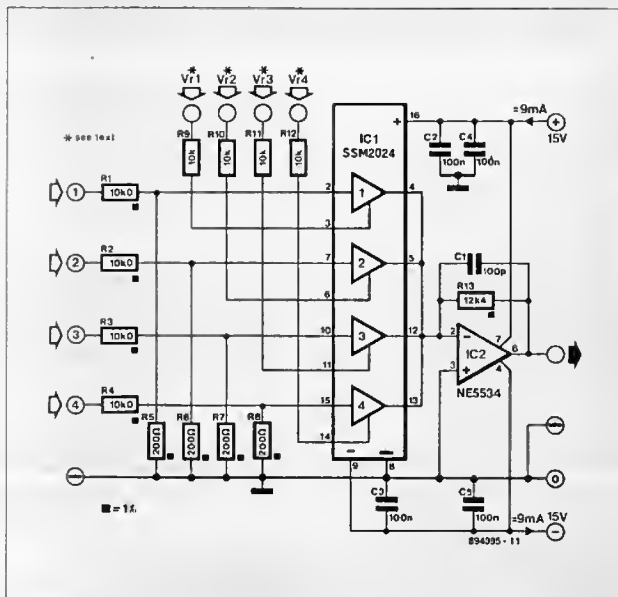 * * * *
Vr1 Vr2 Vr3 Vr4
* see text
R9 R10 R11 R12
10k 10k 10k 10k
IC1
SSM2024
+ 16
C2 C4
100n 100n
=9mA +
15V
1 R1 10k0 2 1 4
3
2 R2 10k0 7 2 5
6
3 R3 10k0 10 3 12
11
4 R4 10k0 15 4 13
14
C1
100p
R13
12k4
2 - 7 6
IC2
3 + 4
NE5534
R5 R6 R7 R8
200Ω 200Ω 200Ω 200Ω
- 9 8
0
■ = 1%
C3 C5
100n 100n
=9mA 15V
-
894095-11